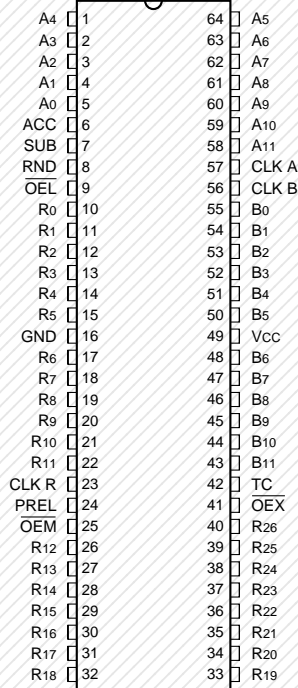 A4 1 64 A5
A3 2 63 A6
A2 3 62 A7
A1 4 61 A8
A0 5 60 A9
ACC 6 59 A10
SUB 7 58 A11
RND 8 57 CLK A
OEL 9 56 CLK B
R0 10 55 B0
R1 11 54 B1
R2 12 53 B2
R3 13 52 B3
R4 14 51 B4
R5 15 50 B5
GND 16 49 VCC
R6 17 48 B6
R7 18 47 B7
R8 19 46 B8
R9 20 45 B9
R10 21 44 B10
R11 22 43 B11
CLK R 23 42 TC
PREL 24 41 OEX
OEM 25 40 R26
R12 26 39 R25
R13 27 38 R24
R14 28 37 R23
R15 29 36 R22
R16 30 35 R21
R17 31 34 R20
R18 32 33 R19